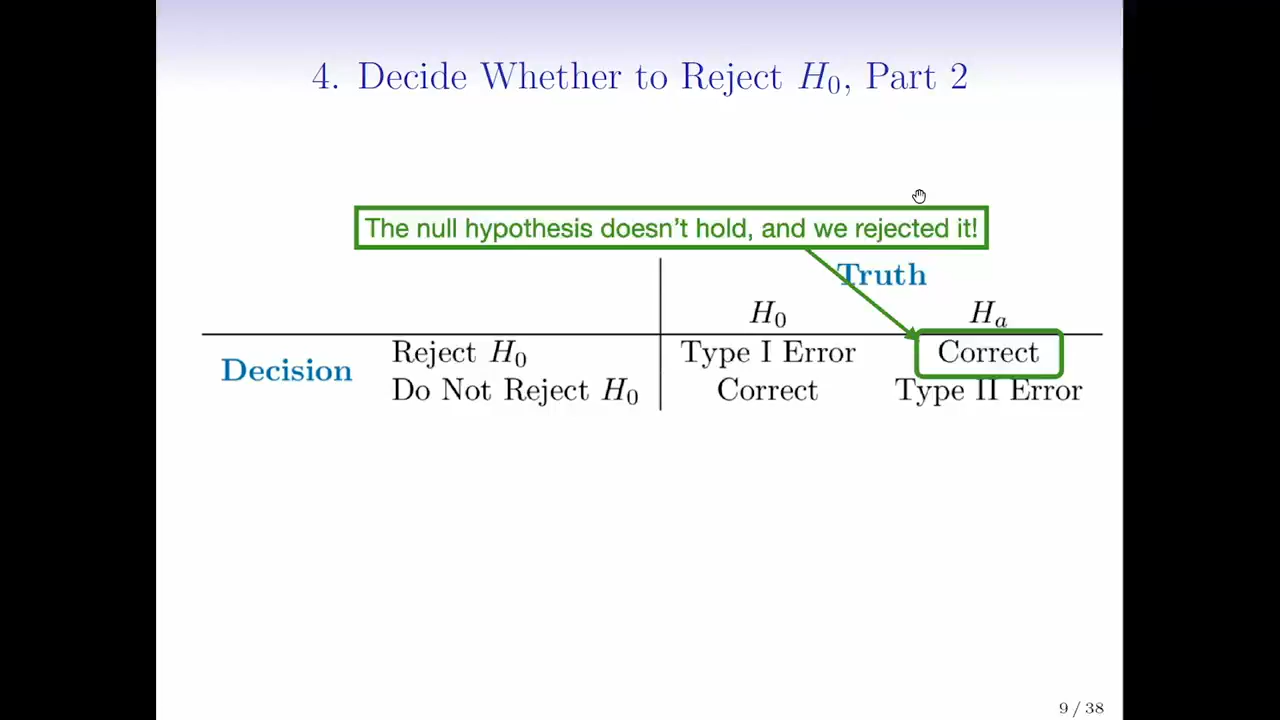 4. Decide Whether to Reject H₀, Part 2
The null hypothesis doesn't hold, and we rejected it!
Truth
H₀ Hₐ
Decision Reject H₀ Type I Error Correct
Do Not Reject H₀ Correct Type II Error
9 / 38